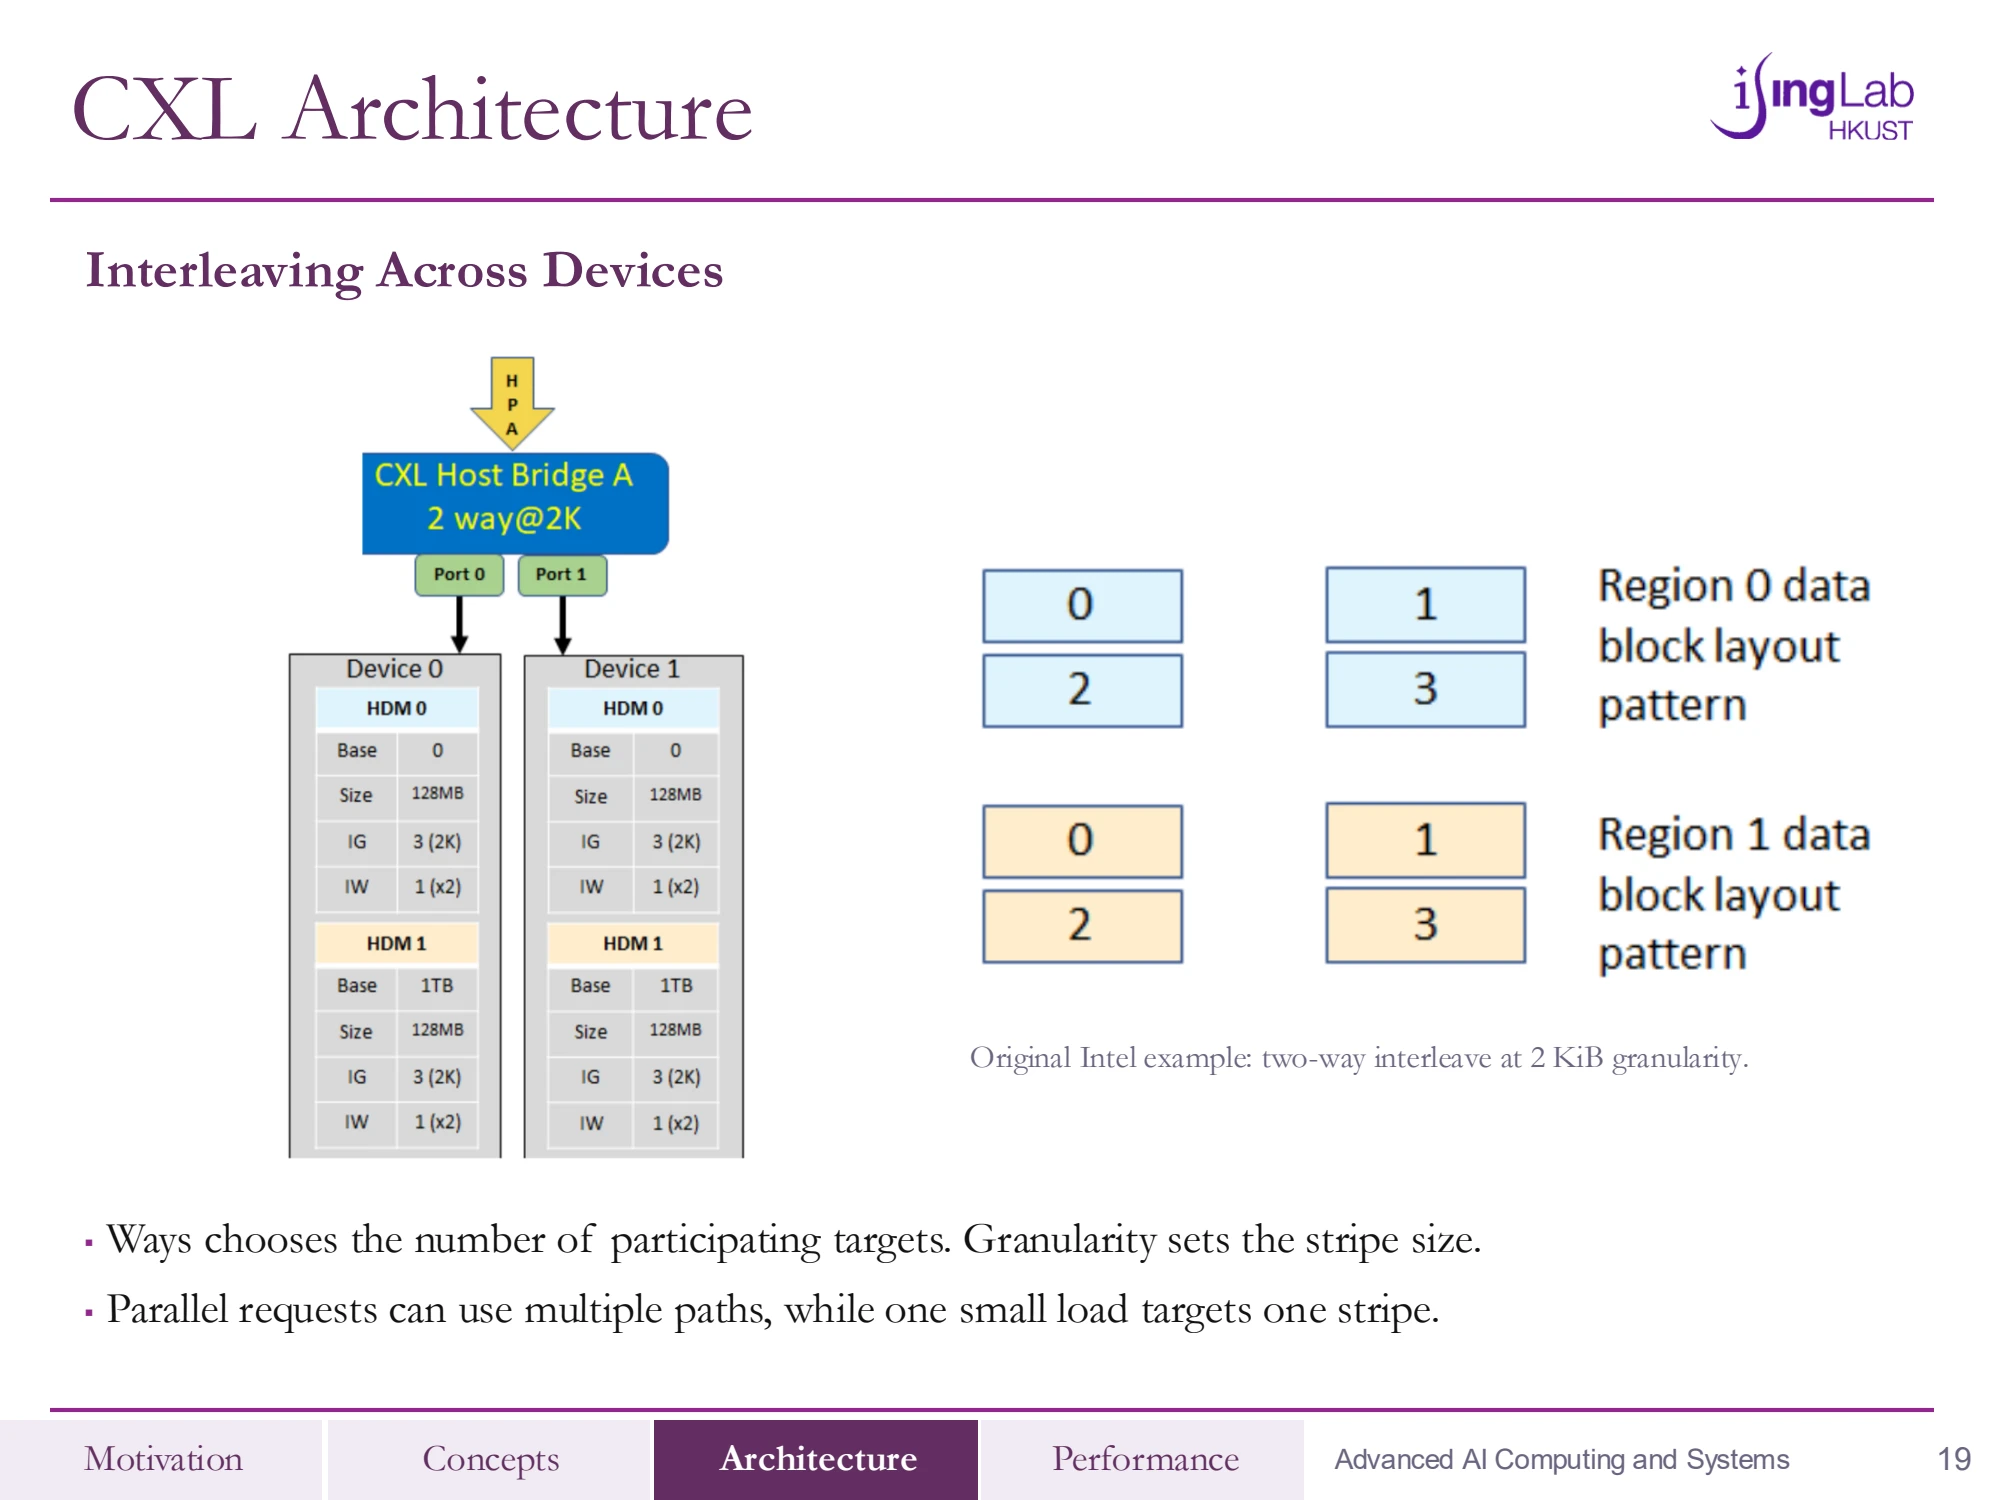 CXL Architecture
iSingLab
HKUST
Interleaving Across Devices
H
P
A
CXL Host Bridge A
2 way@2K
Port 0
Port 1
Device 0
HDM 0
Base 0
Size 128MB
IG 3 (2K)
IW 1 (x2)
HDM 1
Base 1TB
Size 128MB
IG 3 (2K)
IW 1 (x2)
Device 1
HDM 0
Base 0
Size 128MB
IG 3 (2K)
IW 1 (x2)
HDM 1
Base 1TB
Size 128MB
IG 3 (2K)
IW 1 (x2)
0 1
2 3
Region 0 data
block layout
pattern
0 1
2 3
Region 1 data
block layout
pattern
Original Intel example: two-way interleave at 2 KiB granularity.
▪ Ways chooses the number of participating targets. Granularity sets the stripe size.
▪ Parallel requests can use multiple paths, while one small load targets one stripe.
Motivation
Concepts
Architecture
Performance
Advanced AI Computing and Systems
19